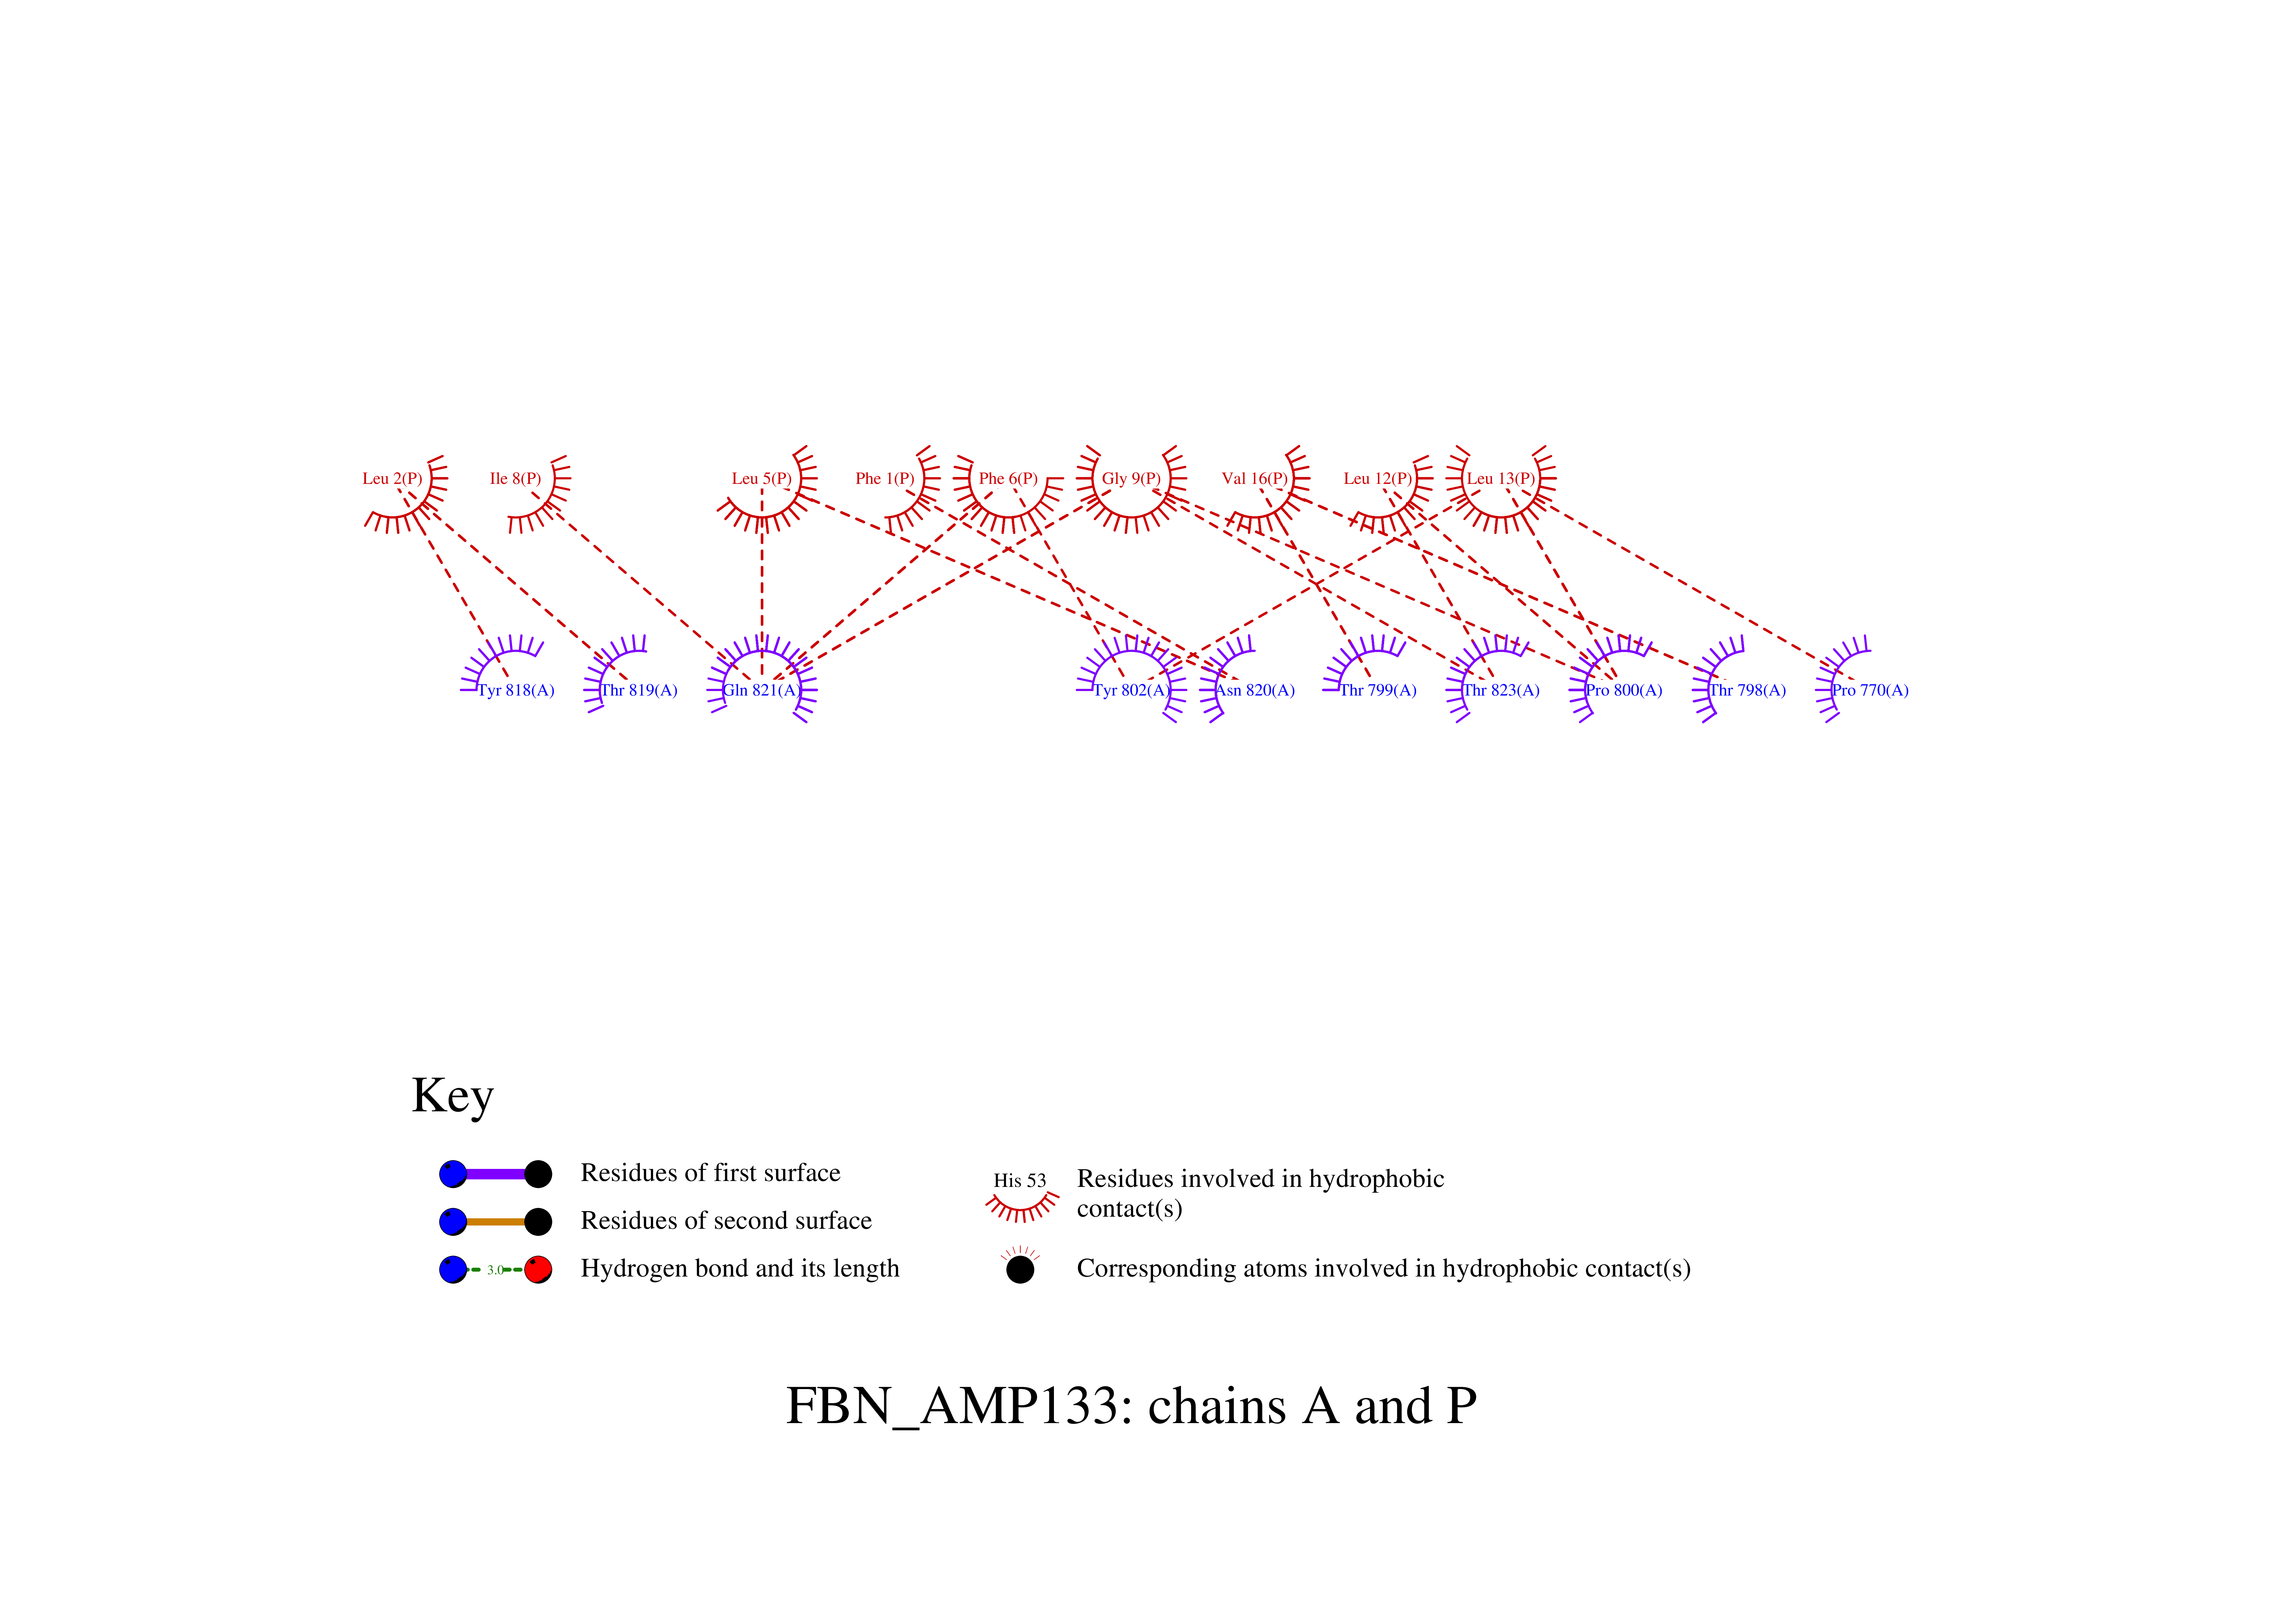 Leu 2(P) Ile 8(P) Leu 5(P) Phe 1(P) Phe 6(P) Gly 9(P) Val 16(P) Leu 12(P) Leu 13(P)
Tyr 818(A) Thr 819(A) Gln 821(A) Tyr 802(A) Asn 820(A) Thr 799(A) Thr 823(A) Pro 800(A) Thr 798(A) Pro 770(A)
Key
Residues of first surface
Residues of second surface
3.0 Hydrogen bond and its length
His 53 Residues involved in hydrophobic
contact(s)
Corresponding atoms involved in hydrophobic contact(s)
FBN_AMP133: chains A and P